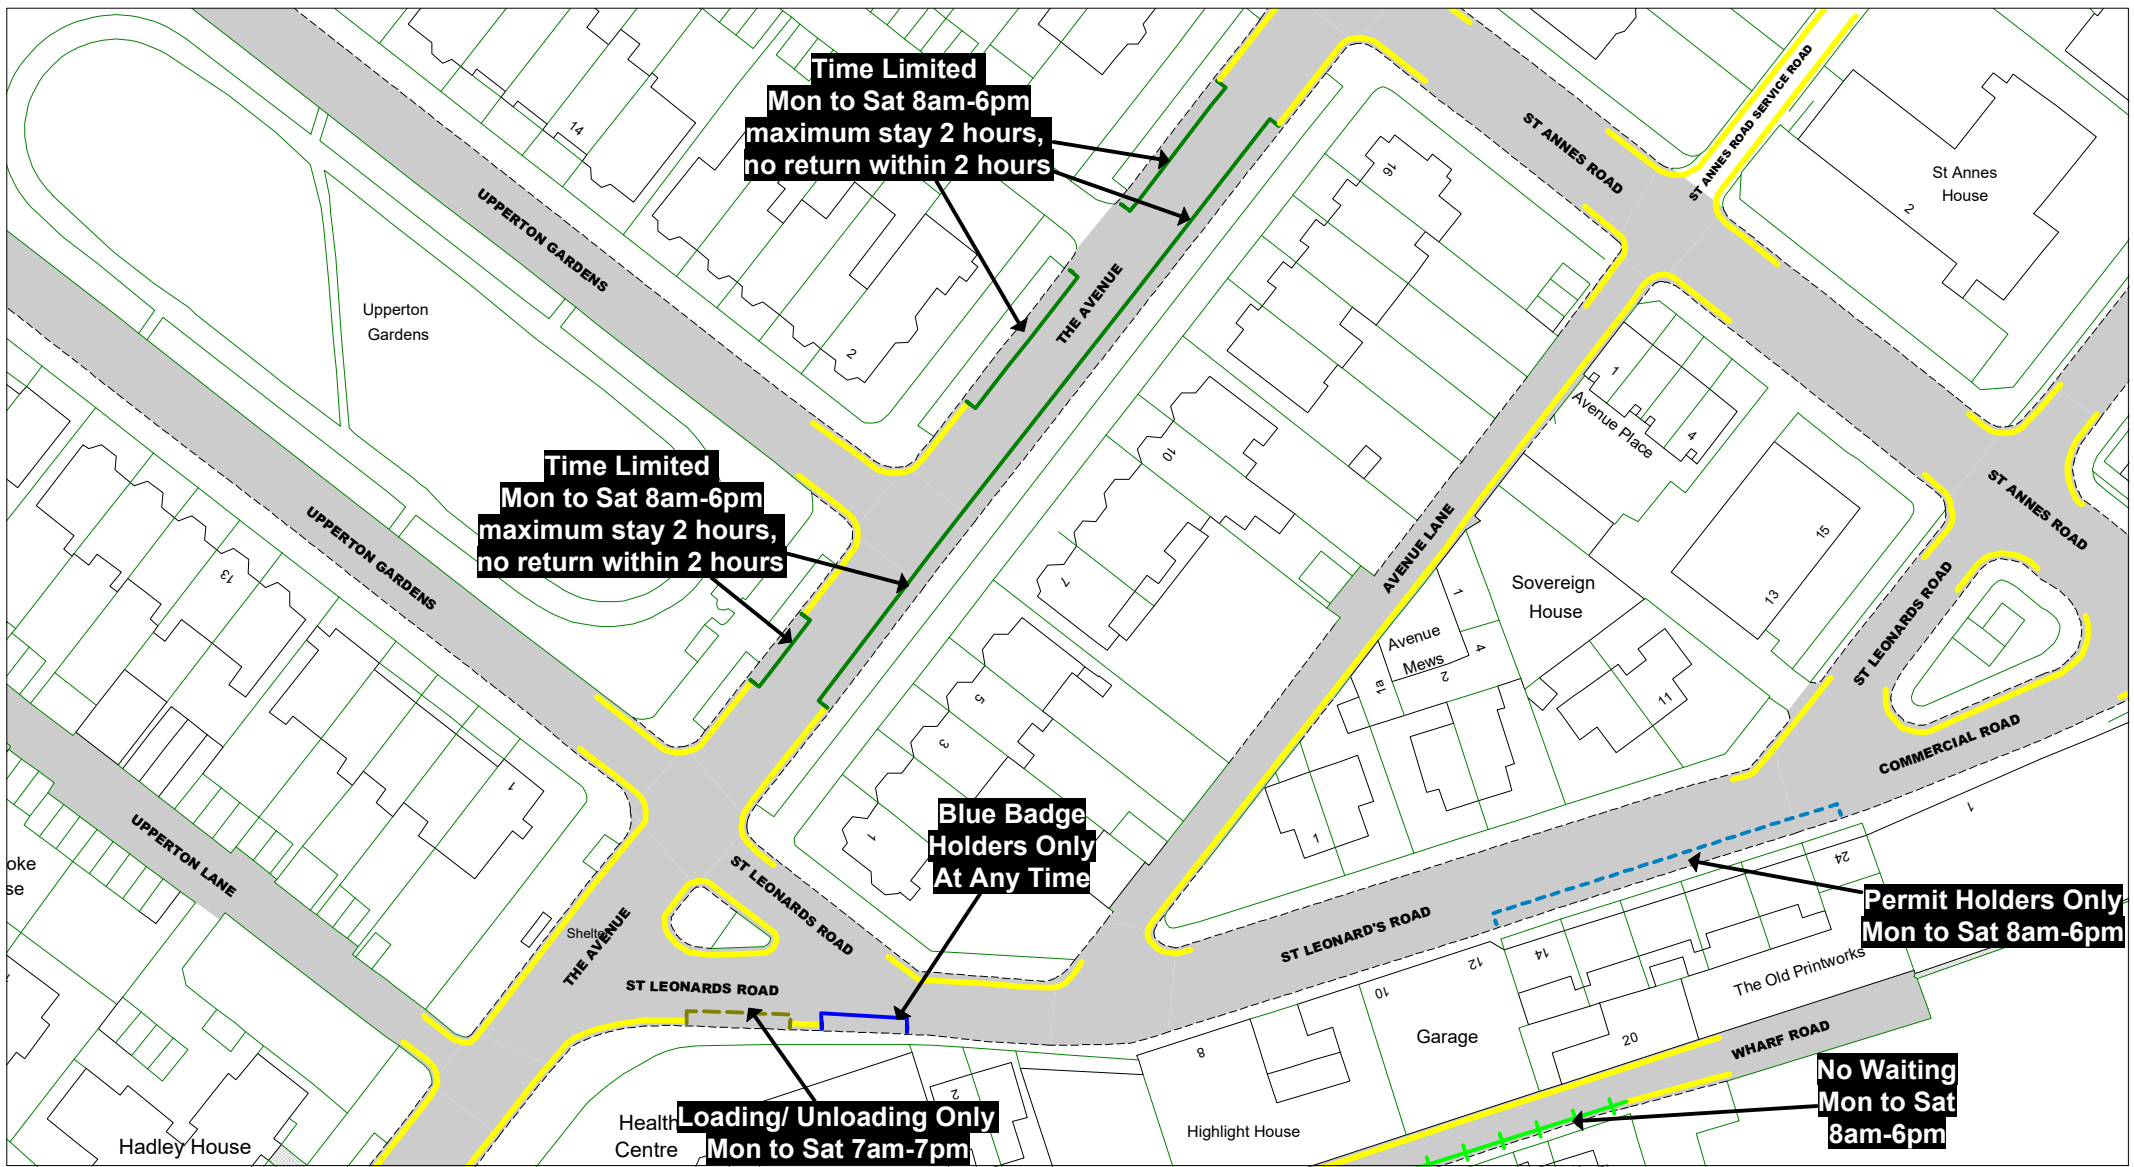 Time Limited
Mon to Sat 8am-6pm
maximum stay 2 hours,
no return within 2 hours
14
UPPERTON GARDENS
Upperton
Gardens
2
THE AVENUE
16
ST ANNES ROAD
ST ANNES ROAD SERVICE ROAD
St Annes
House
2
1
Avenue Place
4
Time Limited
Mon to Sat 8am-6pm
maximum stay 2 hours,
no return within 2 hours
UPPERTON GARDENS
13
10
7
AVENUE LANE
15
13
ST ANNES ROAD
ST LEONARDS ROAD
Sovereign
House
1
Avenue
Mews
4
2
1a
11
COMMERCIAL ROAD
5
3
1
1
1
1
Blue Badge
Holders Only
At Any Time
UPPERTON LANE
oke
se
ST LEONARDS ROAD
Shelter
THE AVENUE
ST LEONARDS ROAD
ST LEONARD'S ROAD
24
Permit Holders Only
Mon to Sat 8am-6pm
14
12
10
The Old Printworks
Garage
20
WHARF ROAD
8
2
No Waiting
Mon to Sat
8am-6pm
Health
Centre
Loading/ Unloading Only
Mon to Sat 7am-7pm
Highlight House
Hadley House